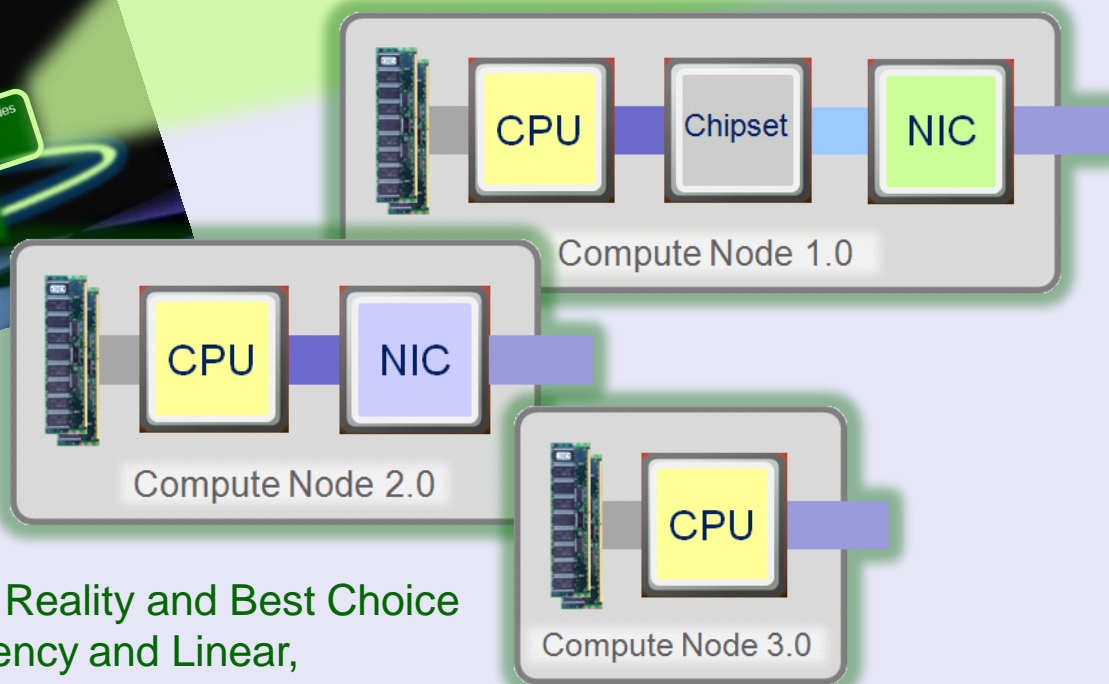 CPU
Chipset
NIC
Compute Node 1.0
CPU
NIC
Compute Node 2.0
CPU
Compute Node 3.0
Reality and Best Choice
and Linear,